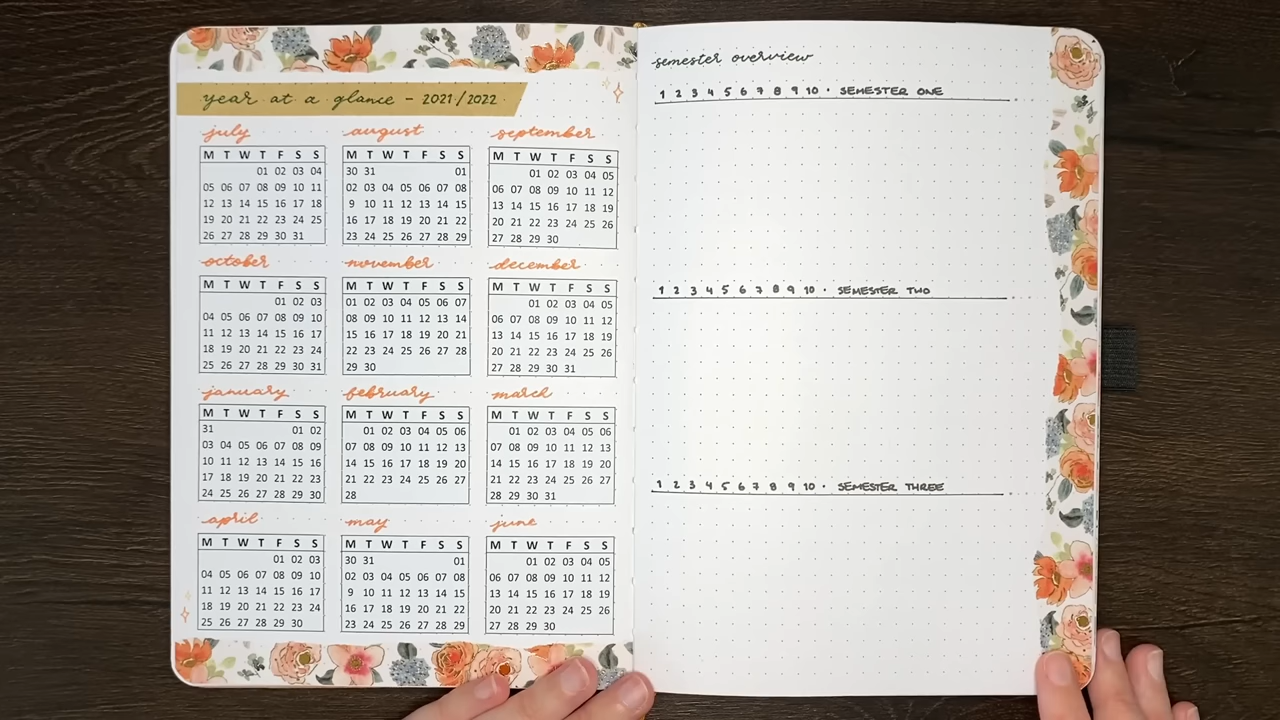 year at a glance - 2021/2022
july
M T W T F S S
01 02 03 04
05 06 07 08 09 10 11
12 13 14 15 16 17 18
19 20 21 22 23 24 25
26 27 28 29 30 31
august
M T W T F S S
30 31 01
02 03 04 05 06 07 08
9 10 11 12 13 14 15
16 17 18 19 20 21 22
23 24 25 26 27 28 29
september
M T W T F S S
01 02 03 04 05
06 07 08 09 10 11 12
13 14 15 16 17 18 19
20 21 22 23 24 25 26
27 28 29 30
october
M T W T F S S
01 02 03
04 05 06 07 08 09 10
11 12 13 14 15 16 17
18 19 20 21 22 23 24
25 26 27 28 29 30 31
november
M T W T F S S
01 02 03 04 05 06 07
08 09 10 11 12 13 14
15 16 17 18 19 20 21
22 23 24 25 26 27 28
29 30
december
M T W T F S S
01 02 03 04 05
06 07 08 09 10 11 12
13 14 15 16 17 18 19
20 21 22 23 24 25 26
27 28 29 30 31
january
M T W T F S S
31 01 02
03 04 05 06 07 08 09
10 11 12 13 14 15 16
17 18 19 20 21 22 23
24 25 26 27 28 29 30
february
M T W T F S S
01 02 03 04 05 06
07 08 09 10 11 12 13
14 15 16 17 18 19 20
21 22 23 24 25 26 27
28
march
M T W T F S S
01 02 03 04 05 06
07 08 09 10 11 12 13
14 15 16 17 18 19 20
21 22 23 24 25 26 27
28 29 30 31
april
M T W T F S S
01 02 03
04 05 06 07 08 09 10
11 12 13 14 15 16 17
18 19 20 21 22 23 24
25 26 27 28 29 30
may
M T W T F S S
30 31 01
02 03 04 05 06 07 08
9 10 11 12 13 14 15
16 17 18 19 20 21 22
23 24 25 26 27 28 29
june
M T W T F S S
01 02 03 04 05
06 07 08 09 10 11 12
13 14 15 16 17 18 19
20 21 22 23 24 25 26
27 28 29 30
semester overview
1 2 3 4 5 6 7 8 9 10 · SEMESTER ONE
1 2 3 4 5 6 7 8 9 10 · SEMESTER TWO
1 2 3 4 5 6 7 8 9 10 · SEMESTER THREE